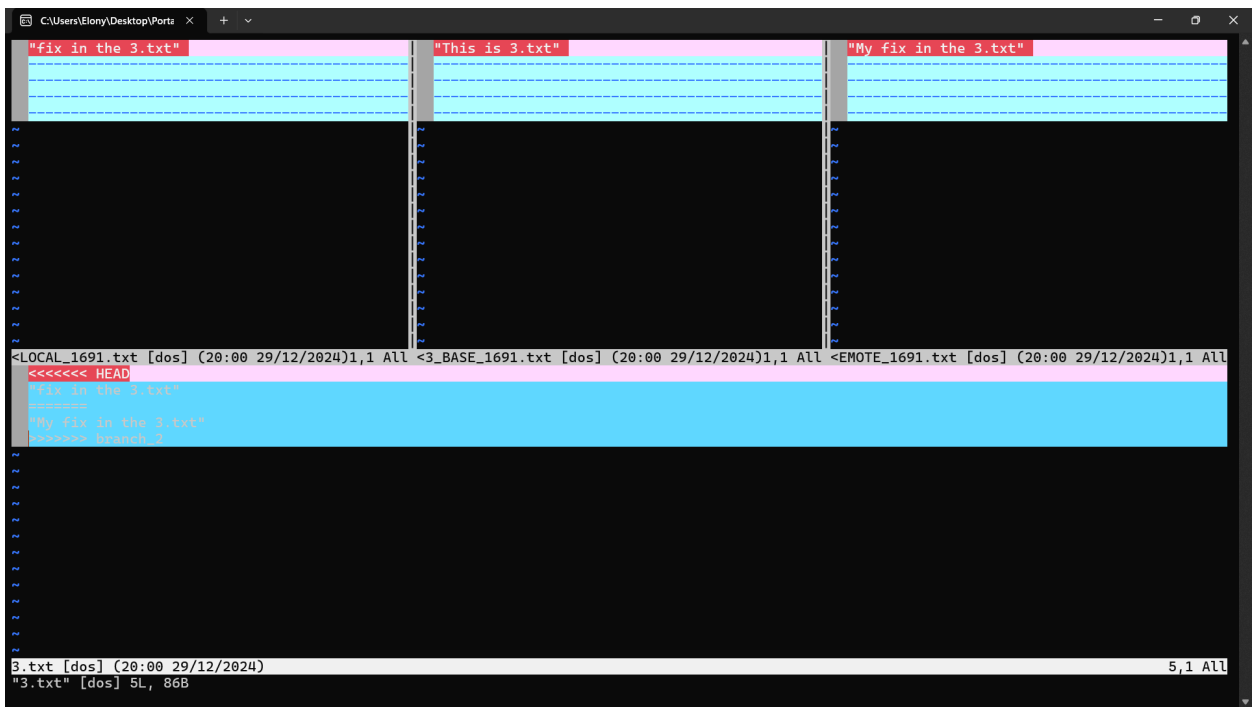 C:\Users\Elony\Desktop\Porta
"fix in the 3.txt"
"This is 3.txt"
"My fix in the 3.txt"
<LOCAL_1691.txt [dos] (20:00 29/12/2024)1,1 All <3_BASE_1691.txt [dos] (20:00 29/12/2024)1,1 All <EMOTE_1691.txt [dos] (20:00 29/12/2024)1,1 All
<<<<<<< HEAD
"fix in the 3.txt"
=======
"My fix in the 3.txt"
>>>>>>> branch_2
3.txt [dos] (20:00 29/12/2024) 5,1 All
"3.txt" [dos] 5L, 86B